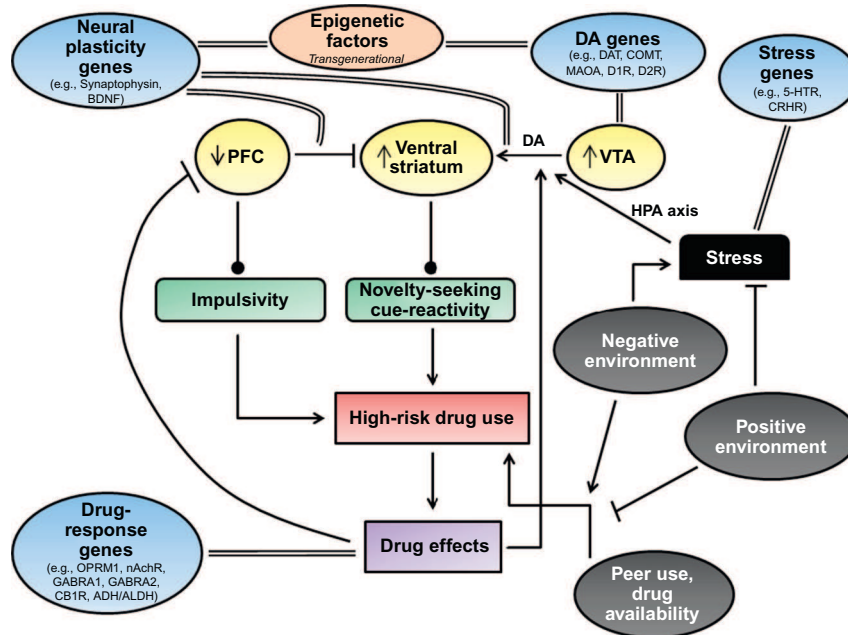 Neural
plasticity
genes
(e.g., Synaptophysin,
BDNF)
Epigenetic
factors
Transgenerational
DA genes
(e.g., DAT, COMT,
MAOA, D1R, D2R)
Stress
genes
(e.g., 5-HTR,
CRHR)
↓PFC
↑Ventral
striatum
DA
↑VTA
HPA axis
Stress
Impulsivity
Novelty-seeking
cue-reactivity
Negative
environment
High-risk drug use
Positive
environment
Drug-
response
genes
(e.g., OPRM1, nAchR,
GABRA1, GABRA2,
CB1R, ADH/ALDH)
Drug effects
Peer use,
drug
availability